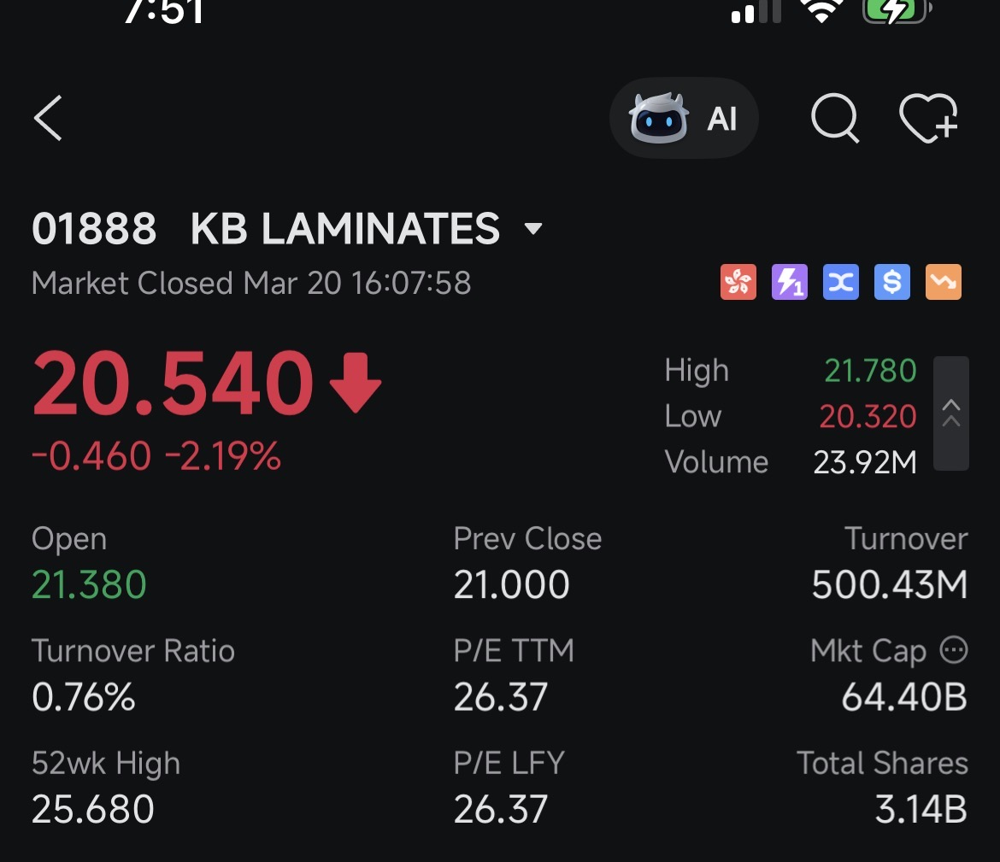 7:51
AI
01888 KB LAMINATES
Market Closed Mar 20 16:07:58
1 $
20.540
-0.460 -2.19%
High 21.780
Low 20.320
Volume 23.92M
Open Prev Close Turnover
21.380 21.000 500.43M
Turnover Ratio P/E TTM Mkt Cap
0.76% 26.37 64.40B
52wk High P/E LFY Total Shares
25.680 26.37 3.14B